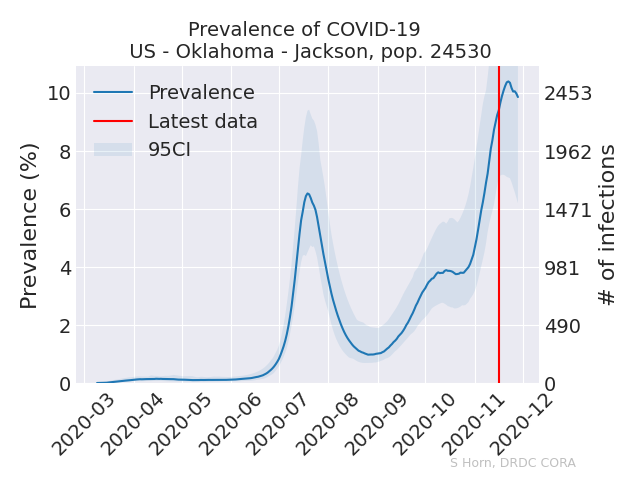 Prevalence of COVID-19
US - Oklahoma - Jackson, pop. 24530
Prevalence
Latest data
95CI
Prevalence (%)
10
8
6
4
2
0
2453
1962
1471
981
490
0
# of infections
2020-03
2020-04
2020-05
2020-06
2020-07
2020-08
2020-09
2020-10
2020-11
2020-12
S Horn, DRDC CORA